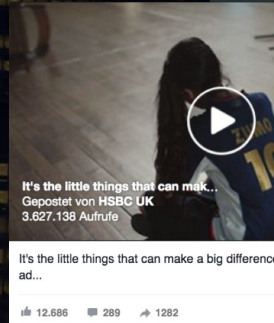 ZUMO
10
It's the little things that can mak...
Gepostet von HSBC UK
3.627.138 Aufrufe
It's the little things that can make a big difference
ad...
12.686 289 1282